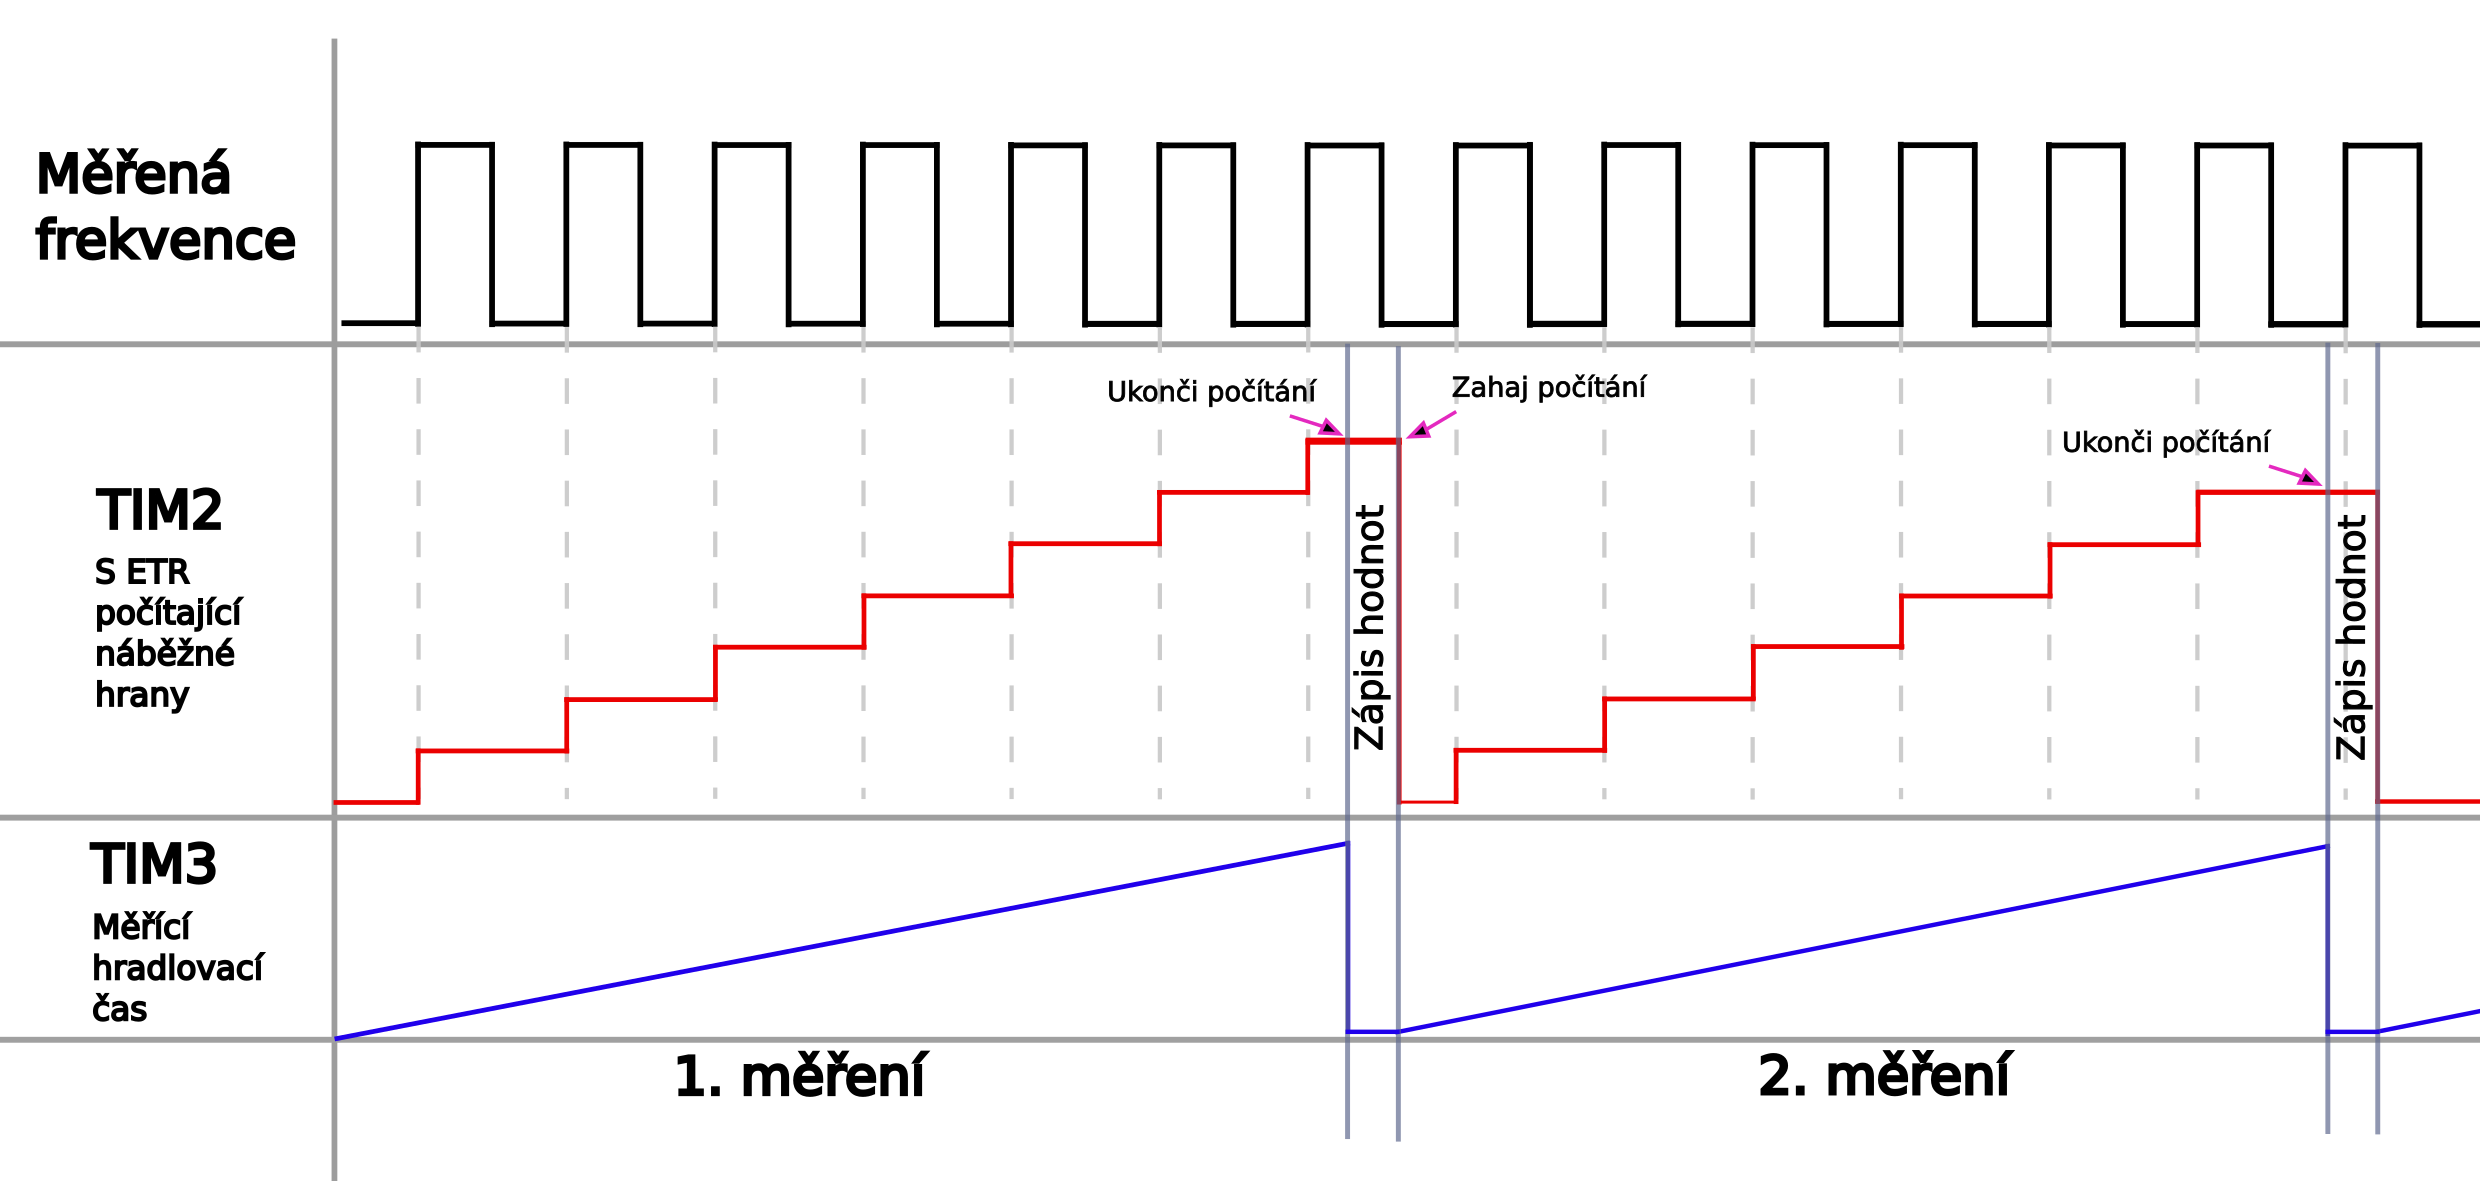 Měřená
frekvence
Ukonči počítání
Zahaj počítání
Ukonči počítání
TIM2
S ETR
počítající
náběžné
hrany
Zápis hodnot
Zápis hodnot
TIM3
Měřící
hradlovací
čas
1. měření
2. měření